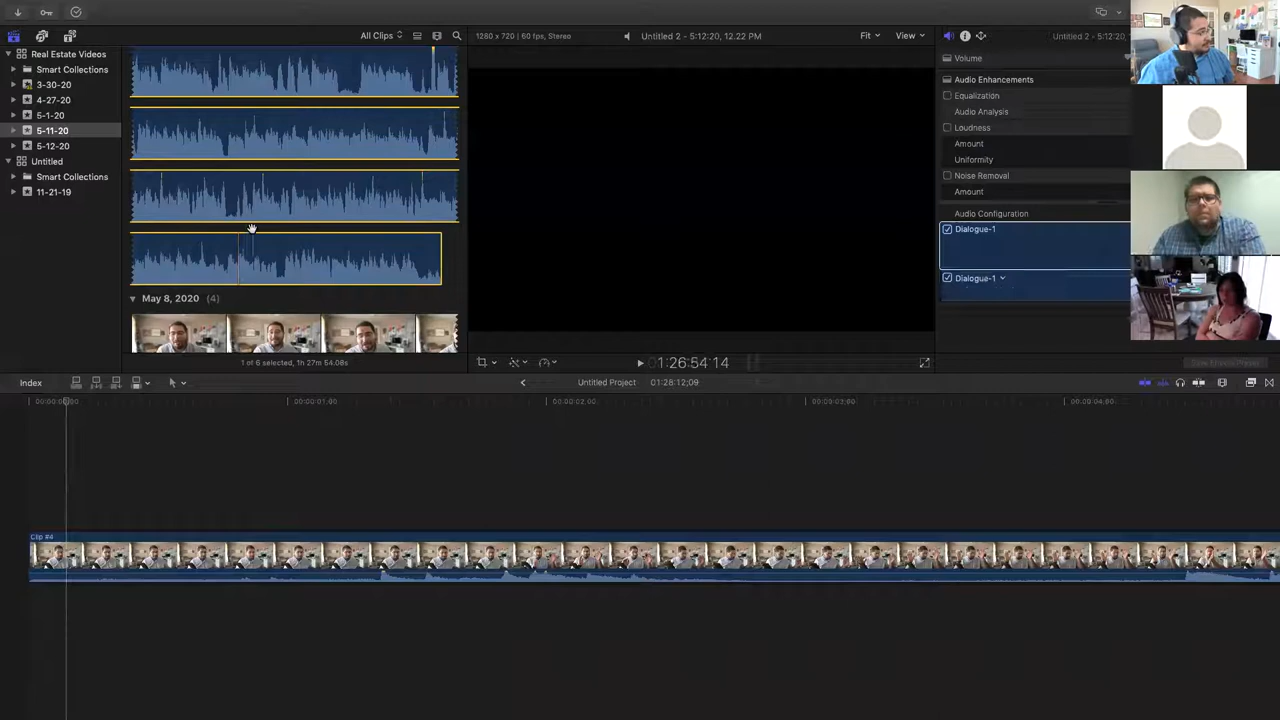 All Clips
1280 x 720 | 60 fps, Stereo
Untitled 2 - 5:12:20, 12.22 PM
Fit
View
Untitled 2 - 5:12:20
Real Estate Videos
Smart Collections
3-30-20
4-27-20
5-1-20
5-11-20
5-12-20
Untitled
Smart Collections
11-21-19
May 8, 2020 (4)
1 of 6 selected, 1h 27m 54:08s
Volume
Audio Enhancements
Equalization
Audio Analysis
Loudness
Amount
Uniformity
Noise Removal
Amount
Audio Configuration
Dialogue-1
Dialogue-1
1:26:54:14
Index
Untitled Project
01:28:12;09
00:00:01;00
00:00:02;00
00:00:03;00
00:00:04;00
Clip #4